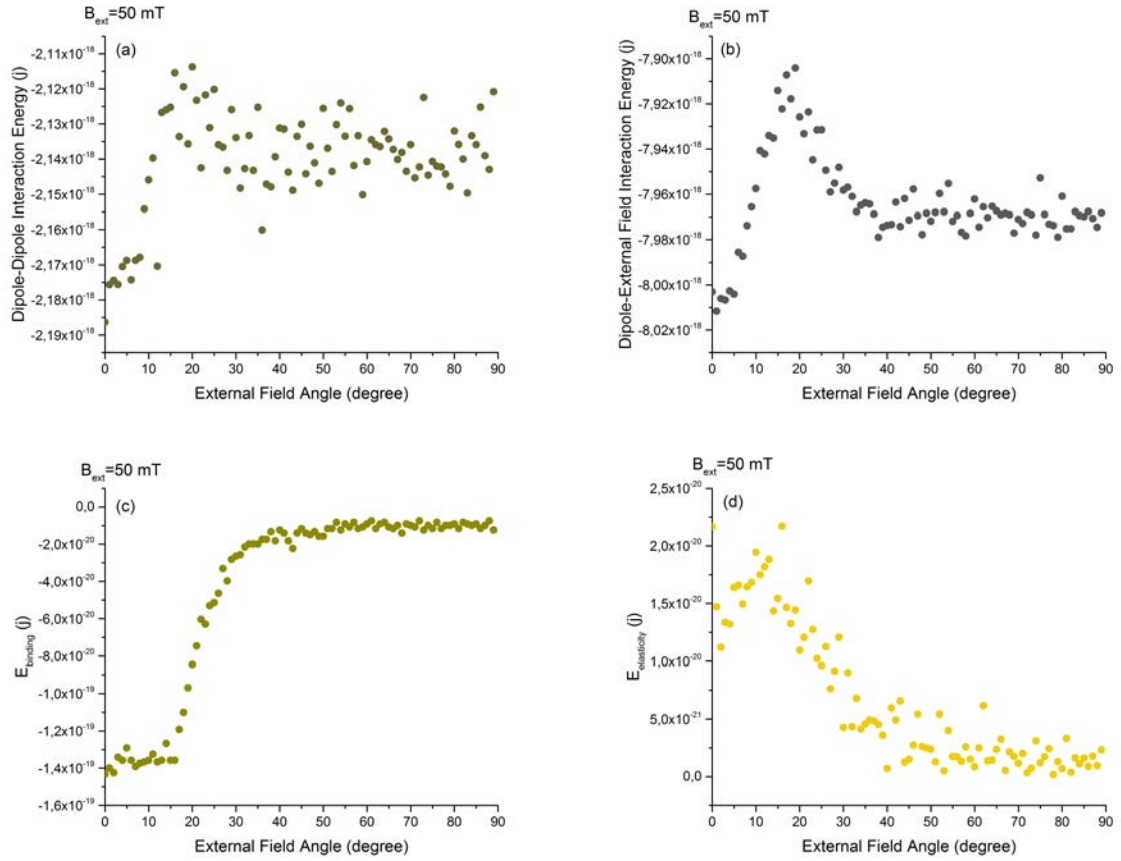 B_ext=50 mT
(a)
Dipole-Dipole Interaction Energy (j)
-2,11x10^-18
-2,12x10^-18
-2,13x10^-18
-2,14x10^-18
-2,15x10^-18
-2,16x10^-18
-2,17x10^-18
-2,18x10^-18
-2,19x10^-18
0 10 20 30 40 50 60 70 80 90
External Field Angle (degree)
B_ext=50 mT
(b)
Dipole-External Field Interaction Energy (j)
-7,90x10^-18
-7,92x10^-18
-7,94x10^-18
-7,96x10^-18
-7,98x10^-18
-8,00x10^-18
-8,02x10^-18
0 10 20 30 40 50 60 70 80 90
External Field Angle (degree)
B_ext=50 mT
(c)
E_binding (j)
0,0
-2,0x10^-20
-4,0x10^-20
-6,0x10^-20
-8,0x10^-20
-1,0x10^-19
-1,2x10^-19
-1,4x10^-19
-1,6x10^-19
0 10 20 30 40 50 60 70 80 90
External Field Angle (degree)
B_ext=50 mT
(d)
E_elasticity (j)
2,5x10^-20
2,0x10^-20
1,5x10^-20
1,0x10^-20
5,0x10^-21
0,0
0 10 20 30 40 50 60 70 80 90
External Field Angle (degree)